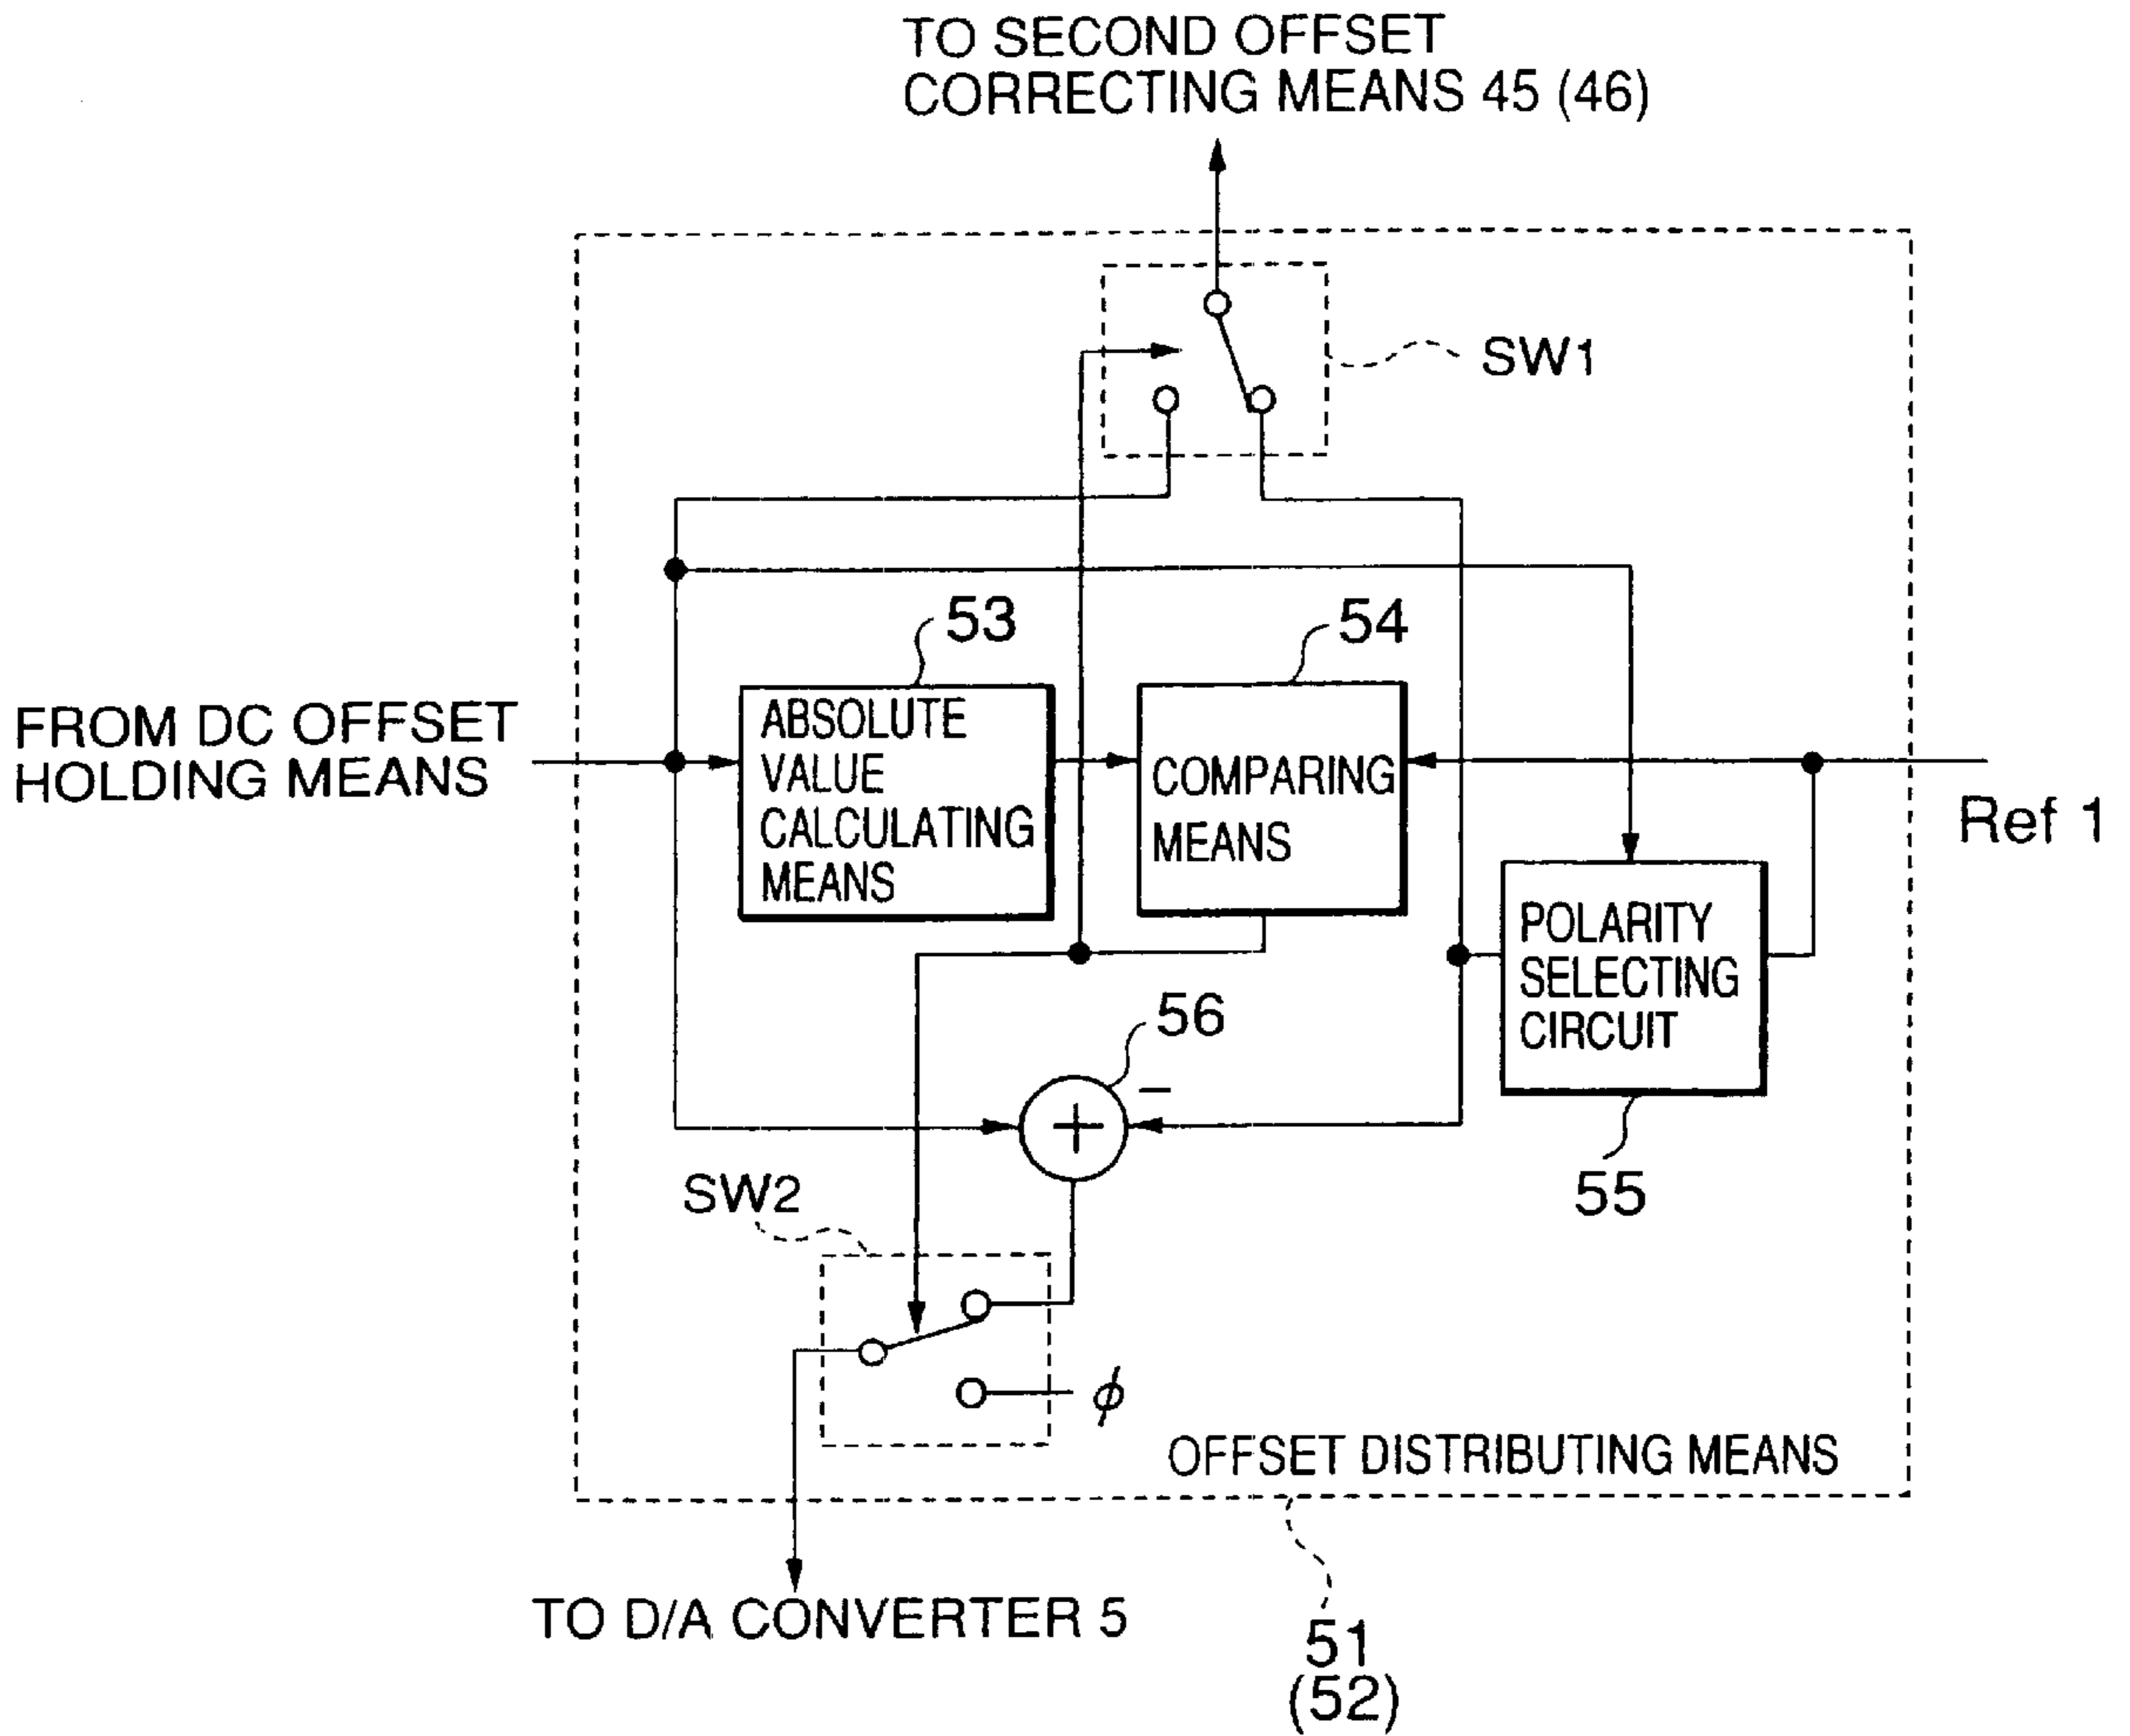 TO SECOND OFFSET
CORRECTING MEANS 45 (46)
SW1
53
54
FROM DC OFFSET
HOLDING MEANS
ABSOLUTE
VALUE
CALCULATING
MEANS
COMPARING
MEANS
Ref 1
POLARITY
SELECTING
CIRCUIT
56
−
+
55
SW2
ϕ
OFFSET DISTRIBUTING MEANS
TO D/A CONVERTER 5
51
(52)